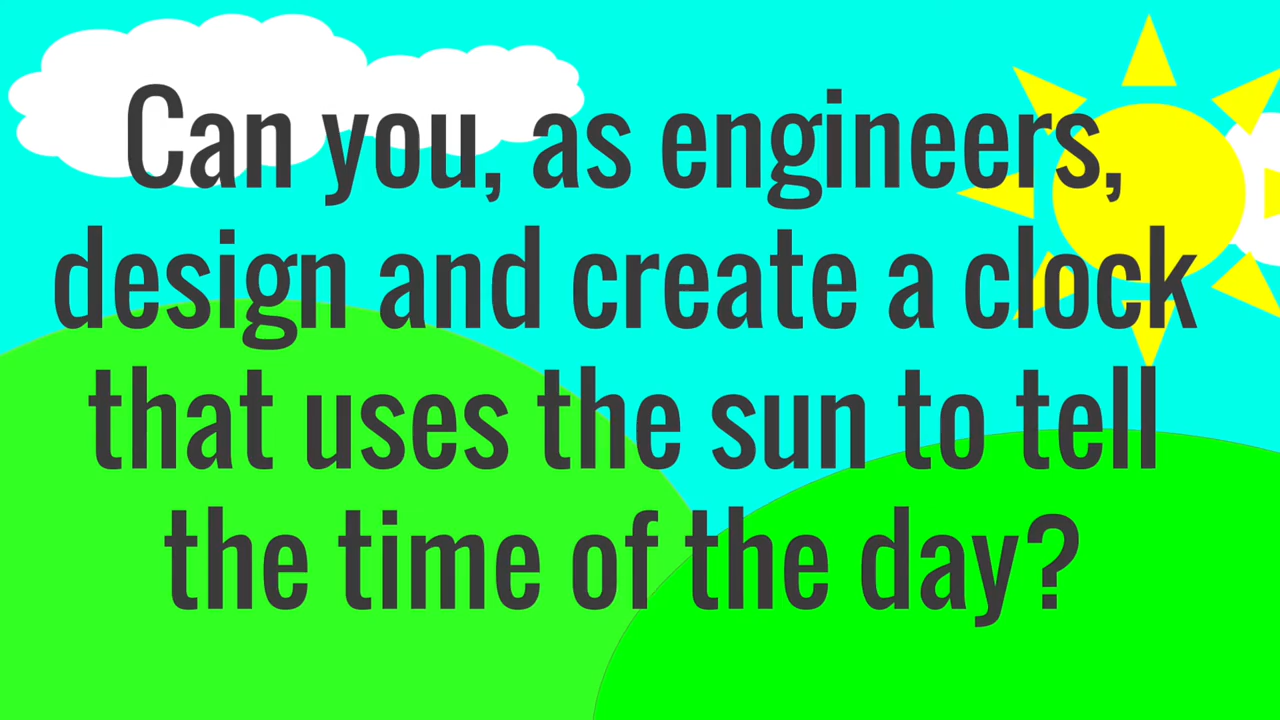 Can you, as engineers,
design and create a clock
that uses the sun to tell
the time of the day?